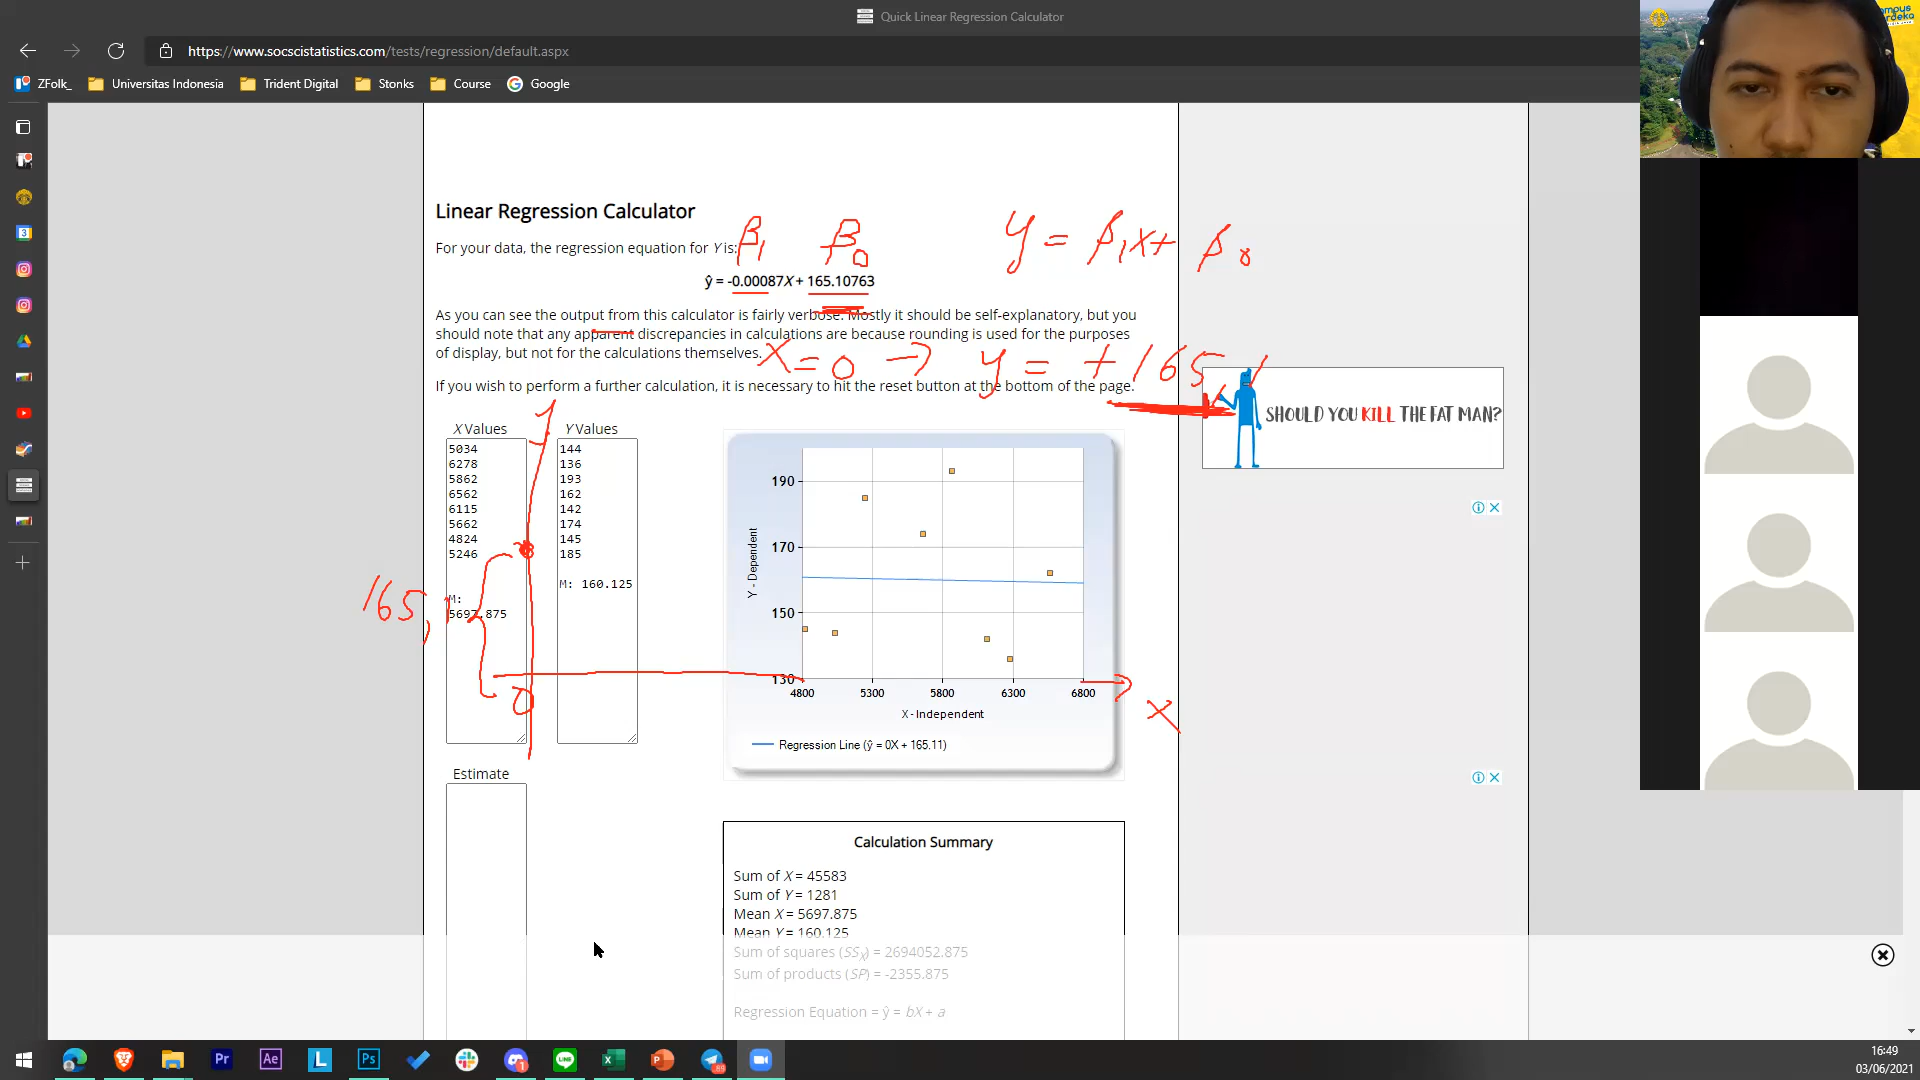 Quick Linear Regression Calculator
https://www.socscistatistics.com/tests/regression/default.aspx
ZFolk_ Universitas Indonesia Trident Digital Stonks Course Google
Linear Regression Calculator
β1 β0 y = β1x + β0
For your data, the regression equation for Y is:
ŷ = -0.00087X + 165.10763
As you can see the output from this calculator is fairly verbose. Mostly it should be self-explanatory, but you
should note that any apparent discrepancies in calculations are because rounding is used for the purposes
of display, but not for the calculations themselves.
x = 0 → y = + 165,1
If you wish to perform a further calculation, it is necessary to hit the reset button at the bottom of the page.
SHOULD YOU KILL THE FAT MAN?
y
X Values
5034
6278
5862
6562
6115
5662
4824
5246
M:
5697.875
Y Values
144
136
193
162
142
174
145
185
M: 160.125
165,1
0
190
170
150
130
Y - Dependent
4800 5300 5800 6300 6800
X - Independent
x
Regression Line (ŷ = 0X + 165.11)
Estimate
Calculation Summary
Sum of X = 45583
Sum of Y = 1281
Mean X = 5697.875
Mean Y = 160.125
Sum of squares (SSX) = 2694052.875
Sum of products (SP) = -2355.875
Regression Equation = ŷ = bX + a
16:49
03/06/2021